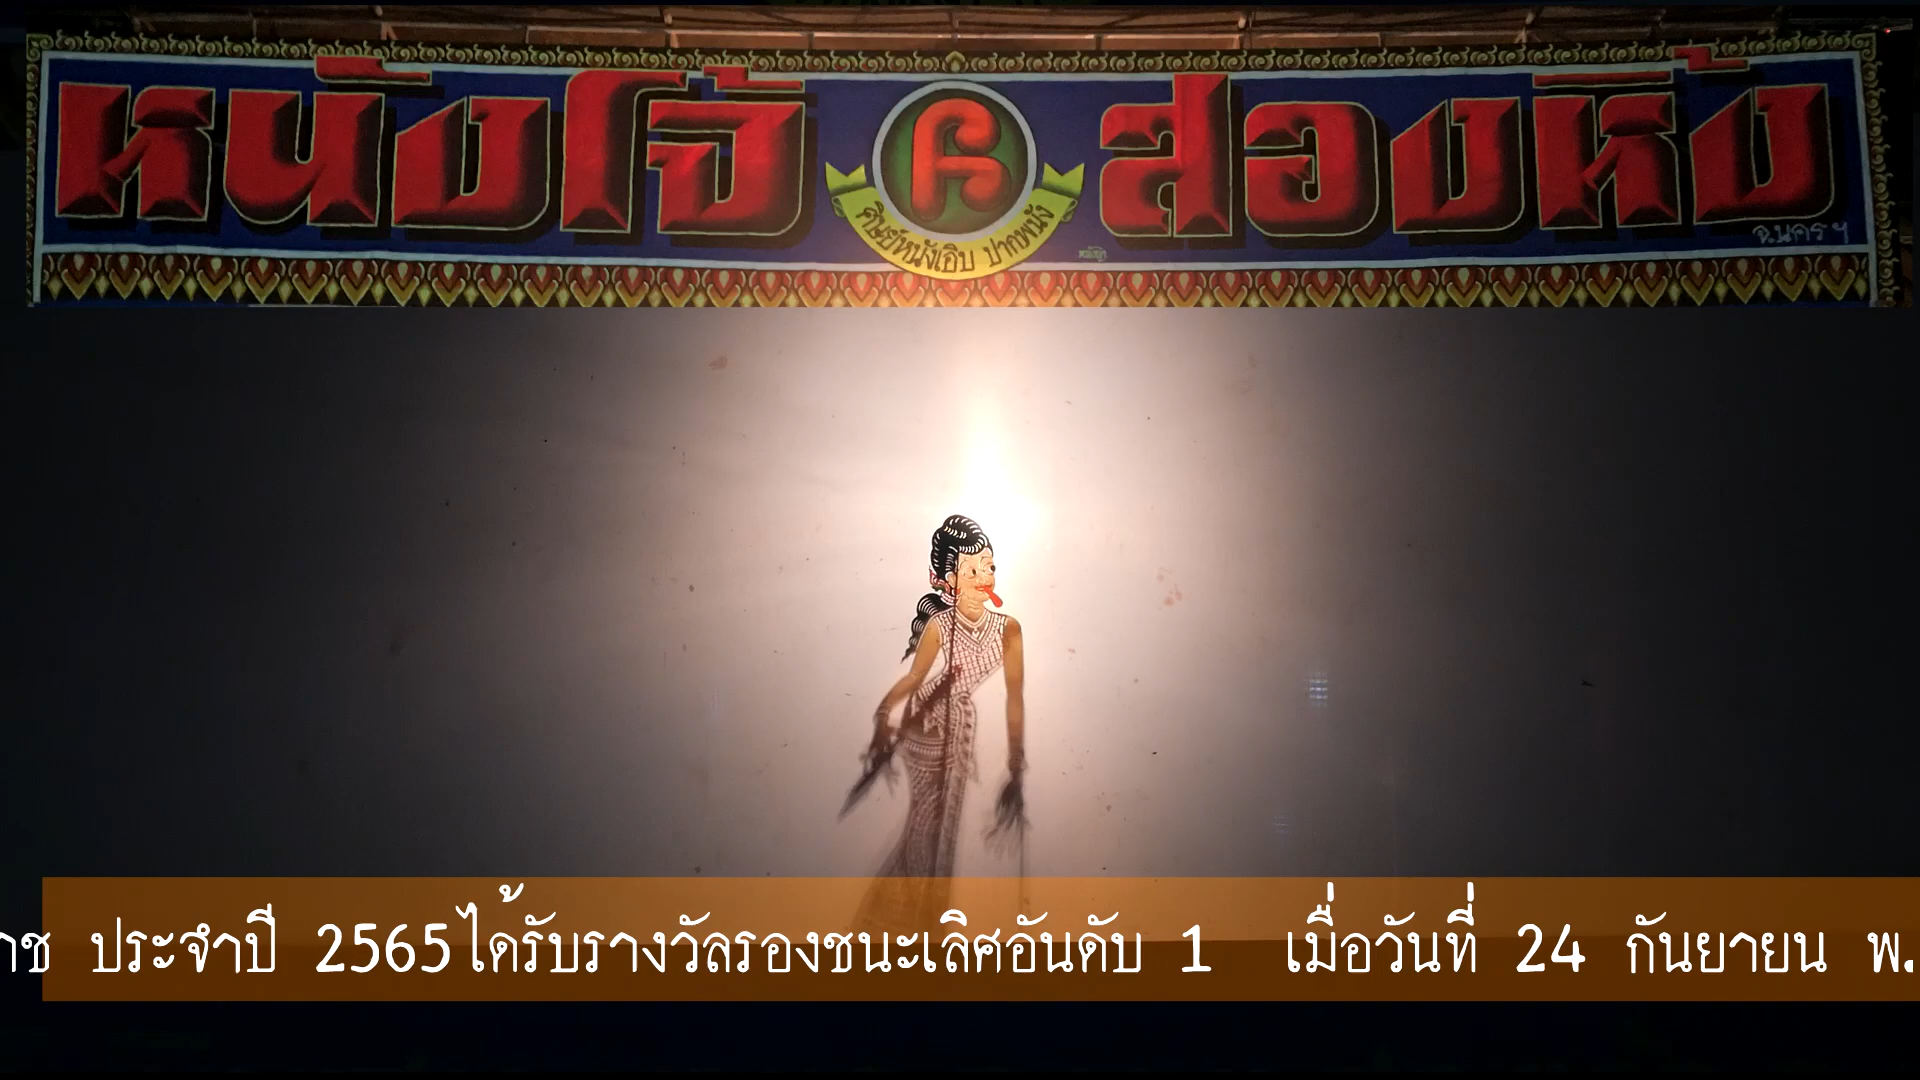 หนังโจ้ ค สองหิ้ง
ศิษย์หนังเอิบ ปากพนัง
จ.นครฯ
าช ประจำปี 2565ได้รับรางวัลรองชนะเลิศอันดับ 1 เมื่อวันที่ 24 กันยายน พ.